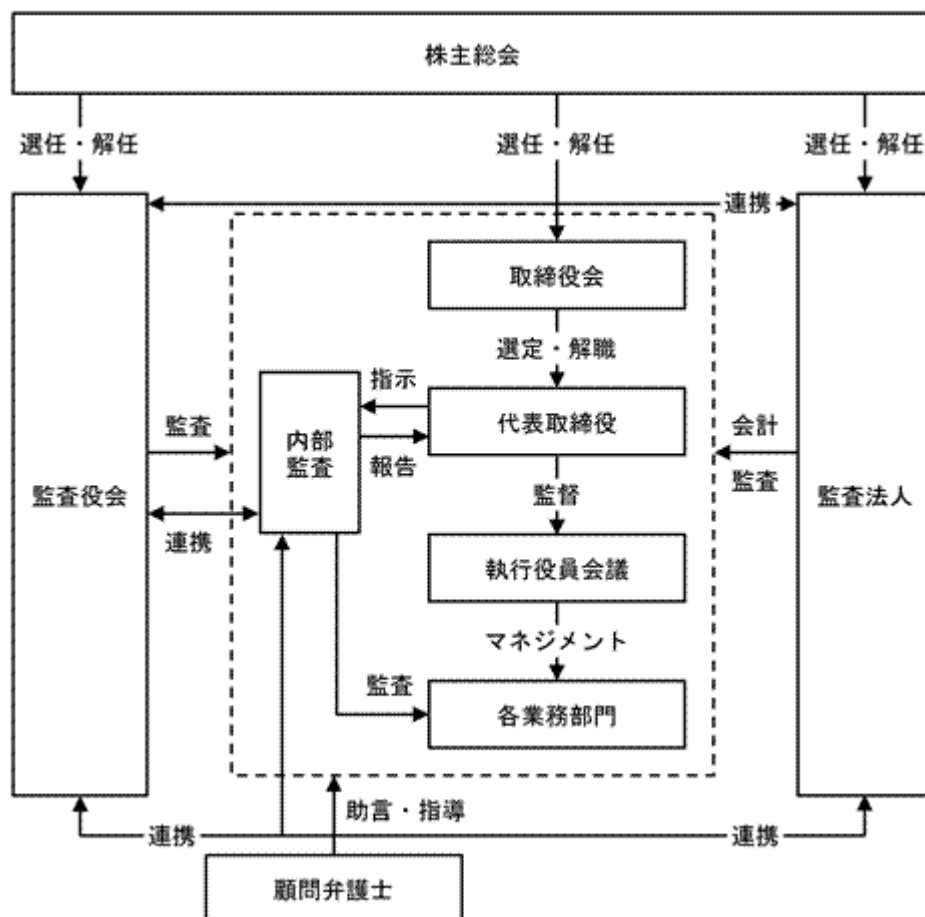 株主総会
選任・解任
選任・解任
選任・解任
連携
取締役会
選定・解職
指示
代表取締役
内部
監査
報告
監査
会計
監査
監査役会
連携
監督
監査法人
執行役員会議
マネジメント
監査
各業務部門
助言・指導
連携
連携
顧問弁護士